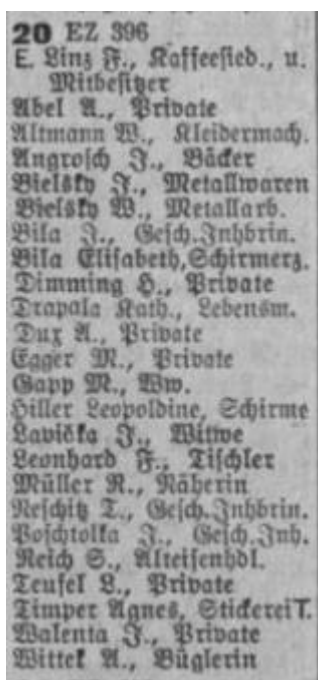 20 EZ 396
E. Linz F., Kaffeesied., u.
Mitbesitzer
Abel A., Private
Altmann W., Kleidermach.
Angrosch J., Bäcker
Bielsky J., Metallwaren
Bielsky W., Metallarb.
Bila J., Gesch.Inhbrin.
Bila Elisabeth,Schirmerz.
Dimming H., Private
Drapala Kath., Lebensm.
Dux A., Private
Egger M., Private
Gapp M., Ww.
Hiller Leopoldine, Schirme
Lavička J., Witwe
Leonhard F., Tischler
Müller R., Näherin
Reschitz T., Gesch.Inhbrin.
Poschtolka J., Gesch.Inh.
Reich S., Alteisenhdl.
Teufel L., Private
Timper Agnes, Stickerei T.
Walenta J., Private
Wittek A., Büglerin